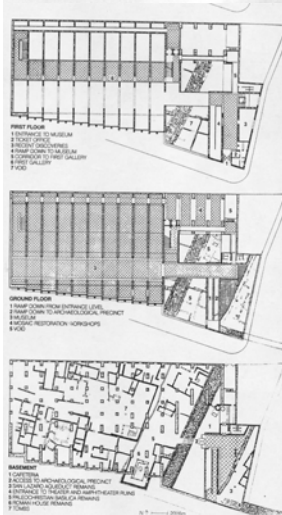 FIRST FLOOR
1 ENTRANCE TO MUSEUM
2 TICKET OFFICE
3 RECENT DISCOVERIES
4 RAMP DOWN TO MUSEUM
5 CORRIDOR TO FIRST GALLERY
6 FIRST GALLERY
7 VOID
GROUND FLOOR
1 RAMP DOWN FROM ENTRANCE LEVEL
2 RAMP DOWN TO ARCHAEOLOGICAL PRECINCT
3 MUSEUM
4 MOSAIC RESTORATION WORKSHOPS
5 VOID
BASEMENT
1 CAFETERIA
2 ACCESS TO ARCHAEOLOGICAL PRECINCT
3 SAN LAZARO AQUEDUCT REMAINS
4 ENTRANCE TO THEATER AND AMPHITHEATER RUINS
5 PALEOCHRISTIAN BASILICA REMAINS
6 ROMAN HOUSE REMAINS
7 TOMBS